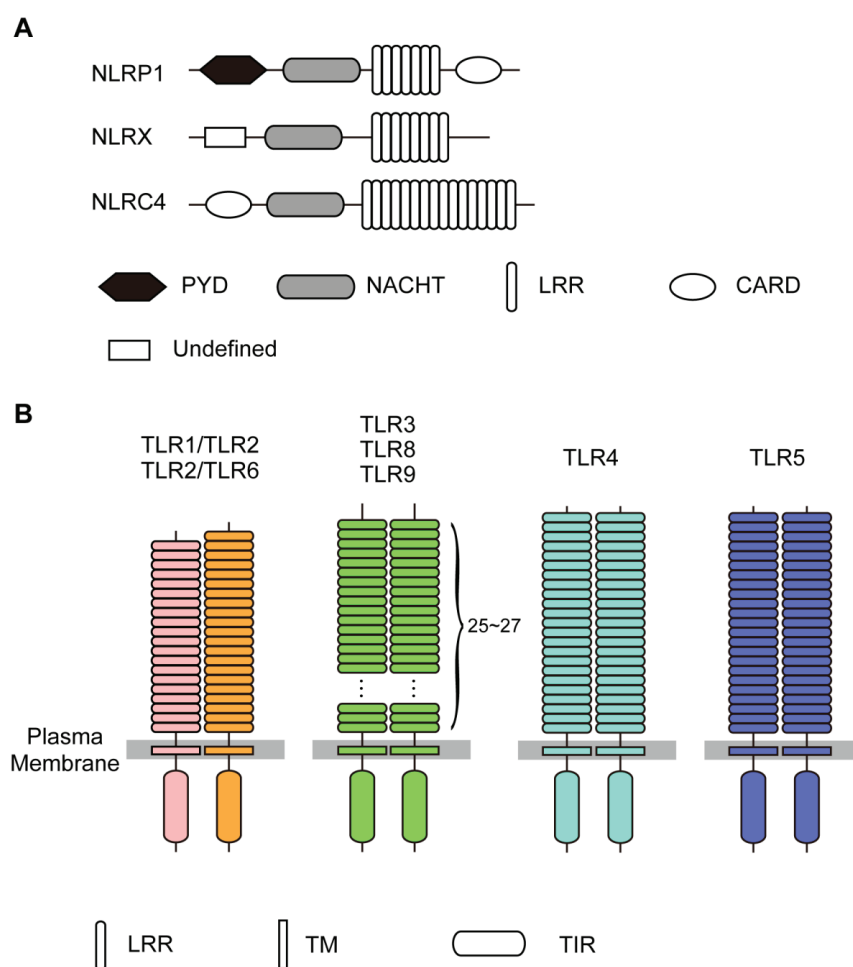 A
NLRP1
NLRX
NLRC4
PYD NACHT LRR CARD
Undefined
B
TLR1/TLR2
TLR2/TLR6
TLR3
TLR8
TLR9
TLR4
TLR5
25~27
Plasma
Membrane
LRR TM TIR